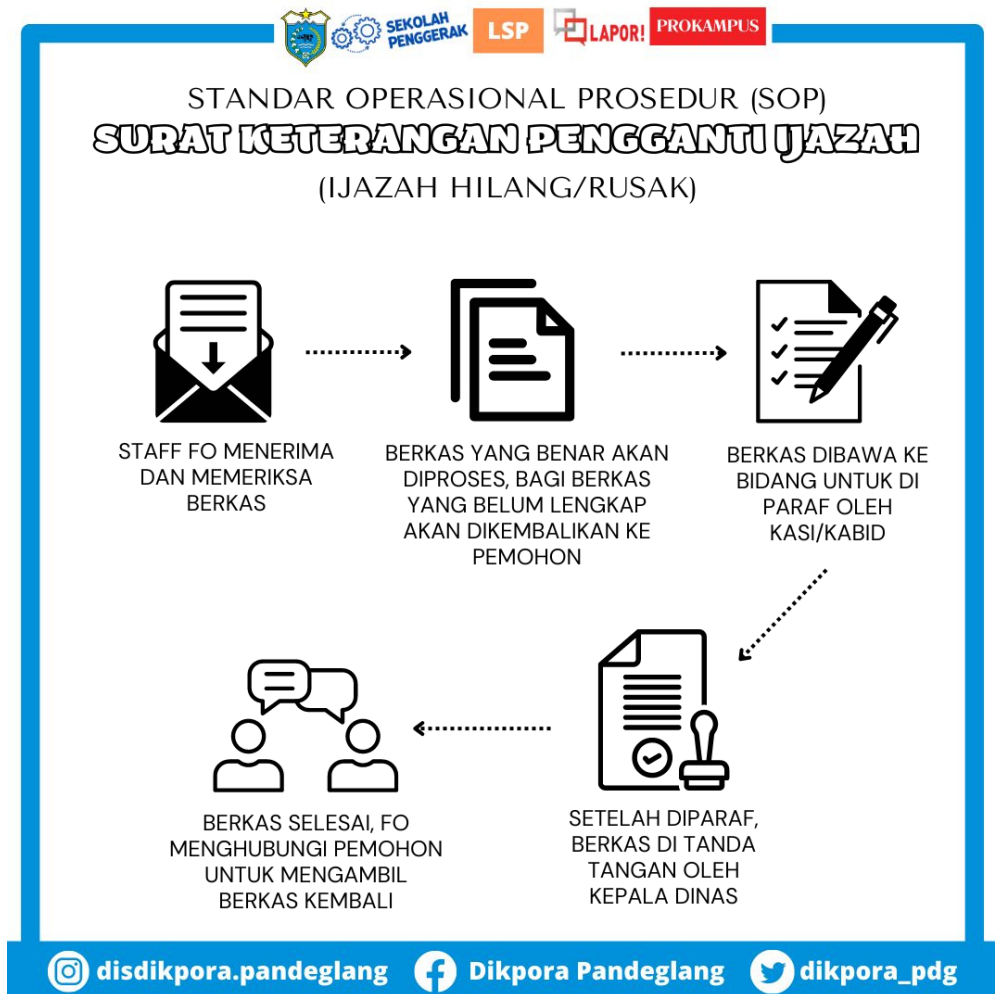 SEKOLAH
PENGGERAK
LSP
LAPOR!
PROKAMPUS
STANDAR OPERASIONAL PROSEDUR (SOP)
SURAT KETERANGAN PENGGANTI IJAZAH
(IJAZAH HILANG/RUSAK)
STAFF FO MENERIMA
DAN MEMERIKSA
BERKAS
BERKAS YANG BENAR AKAN
DIPROSES, BAGI BERKAS
YANG BELUM LENGKAP
AKAN DIKEMBALIKAN KE
PEMOHON
BERKAS DIBAWA KE
BIDANG UNTUK DI
PARAF OLEH
KASI/KABID
SETELAH DIPARAF,
BERKAS DI TANDA
TANGAN OLEH
KEPALA DINAS
BERKAS SELESAI, FO
MENGHUBUNGI PEMOHON
UNTUK MENGAMBIL
BERKAS KEMBALI
disdikpora.pandeglang
Dikpora Pandeglang
dikpora_pdg